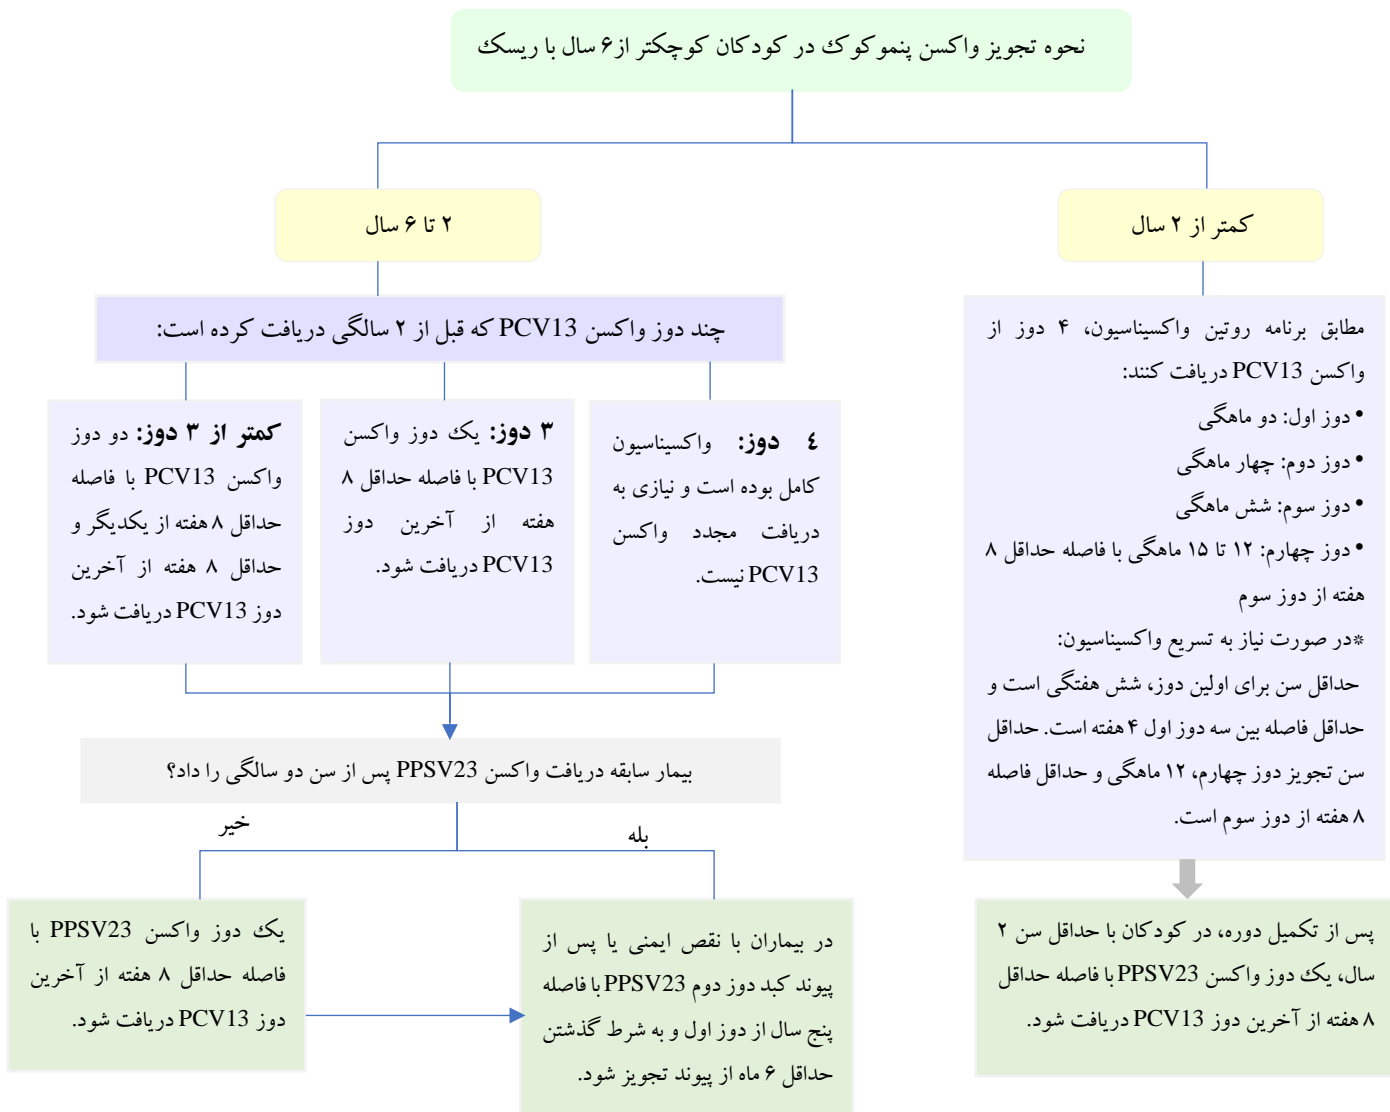 نحوه تجویز واکسن پنموکوک در کودکان کوچکتر از۶ سال با ریسک
کمتر از ۲ سال
مطابق برنامه روتین واکسیناسیون، ۴ دوز از
واکسن PCV13 دریافت کنند:
• دوز اول: دو ماهگی
• دوز دوم: چهار ماهگی
• دوز سوم: شش ماهگی
• دوز چهارم: ۱۲ تا ۱۵ ماهگی با فاصله حداقل ۸
هفته از دوز سوم
*در صورت نیاز به تسریع واکسیناسیون:
حداقل سن برای اولین دوز، شش هفتگی است و
حداقل فاصله بین سه دوز اول ۴ هفته است. حداقل
سن تجویز دوز چهارم، ۱۲ ماهگی و حداقل فاصله
۸ هفته از دوز سوم است.
پس از تکمیل دوره، در کودکان با حداقل سن ۲
سال، یک دوز واکسن PPSV23 با فاصله حداقل
۸ هفته از آخرین دوز PCV13 دریافت شود.
۲ تا ۶ سال
چند دوز واکسن PCV13 که قبل از ۲ سالگی دریافت کرده است:
٤ دوز: واکسیناسیون
کامل بوده است و نیازی به
دریافت مجدد واکسن
PCV13 نیست.
۳ دوز: یک دوز واکسن
PCV13 با فاصله حداقل ۸
هفته از آخرین دوز
PCV13 دریافت شود.
کمتر از ۳ دوز: دو دوز
واکسن PCV13 با فاصله
حداقل ۸ هفته از یکدیگر و
حداقل ۸ هفته از آخرین
دوز PCV13 دریافت شود.
بیمار سابقه دریافت واکسن PPSV23 پس از سن دو سالگی را داد؟
بله
خیر
در بیماران با نقص ایمنی یا پس از
پیوند کبد دوز دوم PPSV23 با فاصله
پنج سال از دوز اول و به شرط گذشتن
حداقل ۶ ماه از پیوند تجویز شود.
یک دوز واکسن PPSV23 با
فاصله حداقل ۸ هفته از آخرین
دوز PCV13 دریافت شود.